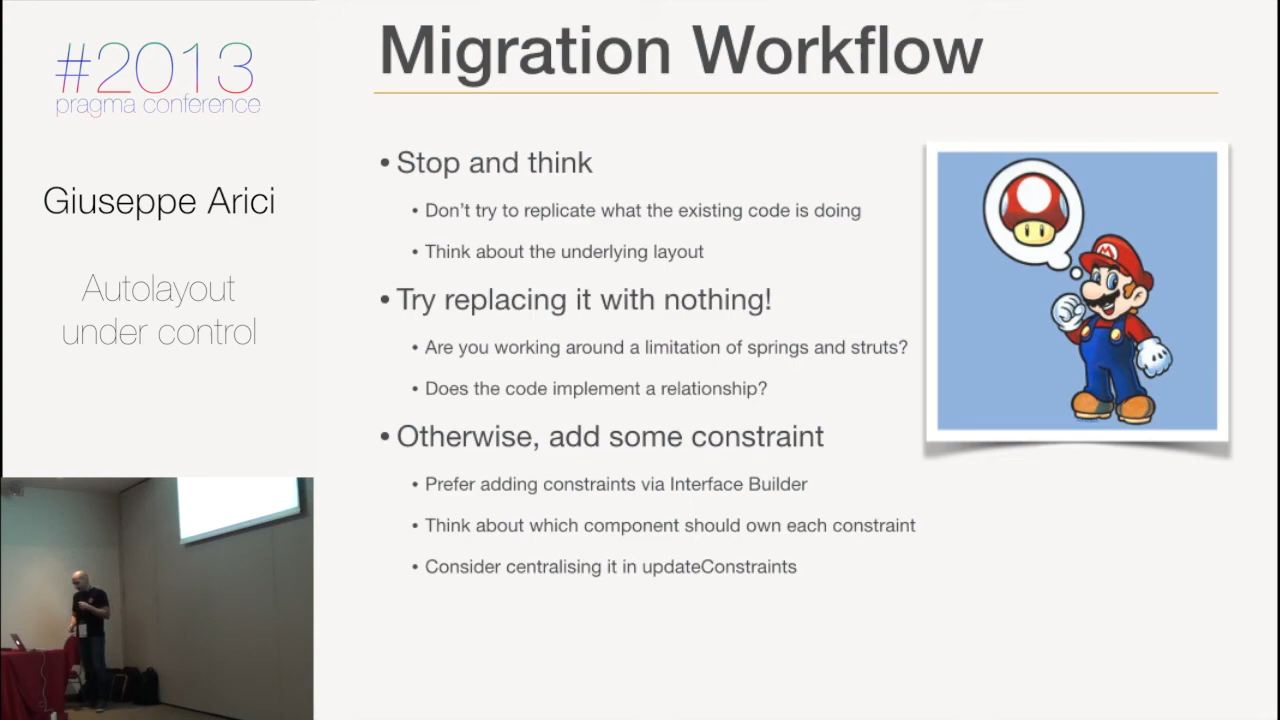 #2013
pragma conference
Giuseppe Arici
Autolayout
under control
Migration Workflow
• Stop and think
• Don't try to replicate what the existing code is doing
• Think about the underlying layout
• Try replacing it with nothing!
• Are you working around a limitation of springs and struts?
• Does the code implement a relationship?
• Otherwise, add some constraint
• Prefer adding constraints via Interface Builder
• Think about which component should own each constraint
• Consider centralising it in updateConstraints